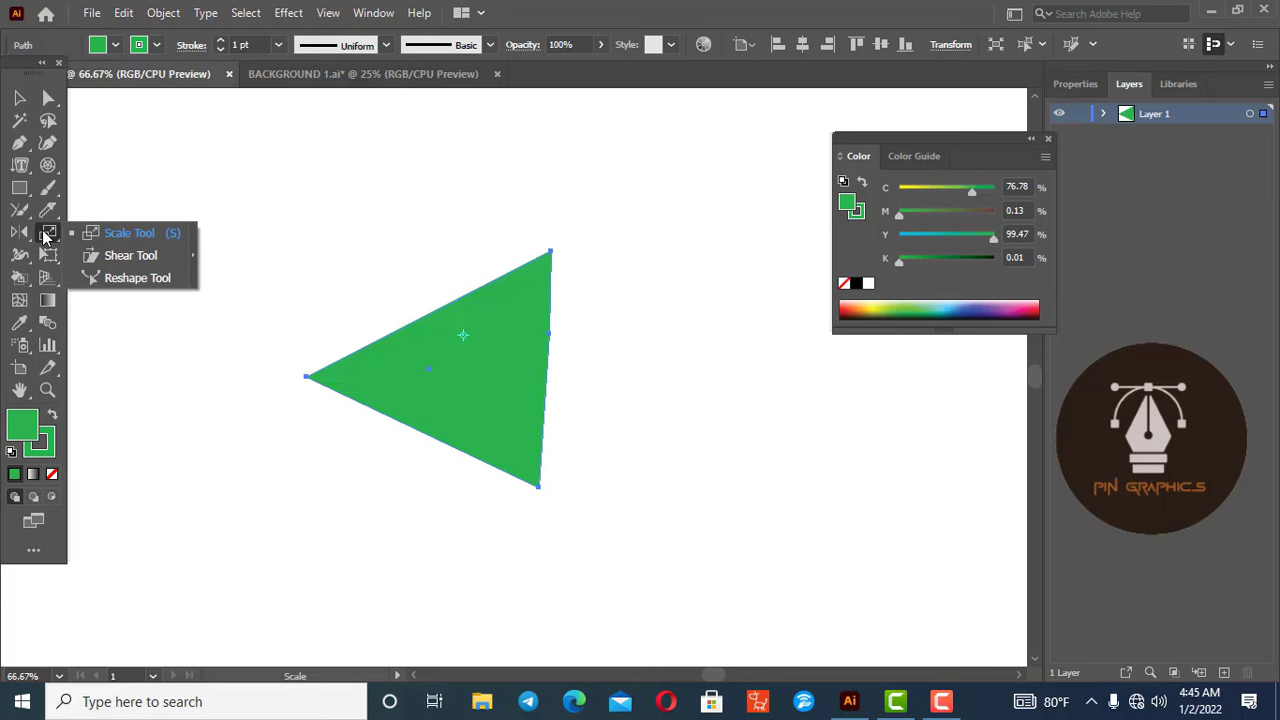 Ai File Edit Object Type Select Effect View Window Help Search Adobe Help
Path Stroke: 1 pt Uniform Basic Opacity: 100% Style: Transform
@ 66.67% (RGB/CPU Preview) BACKGROUND 1.ai* @ 25% (RGB/CPU Preview)
Properties Layers Libraries
Layer 1
Color Color Guide
C 76.78 %
M 0.13 %
Y 99.47 %
K 0.01 %
Scale Tool (S)
Shear Tool
Reshape Tool
PIN GRAPHICS
66.67% 1 Scale 1 Layer
Type here to search Ai 80°F 4:45 AM
1/2/2022